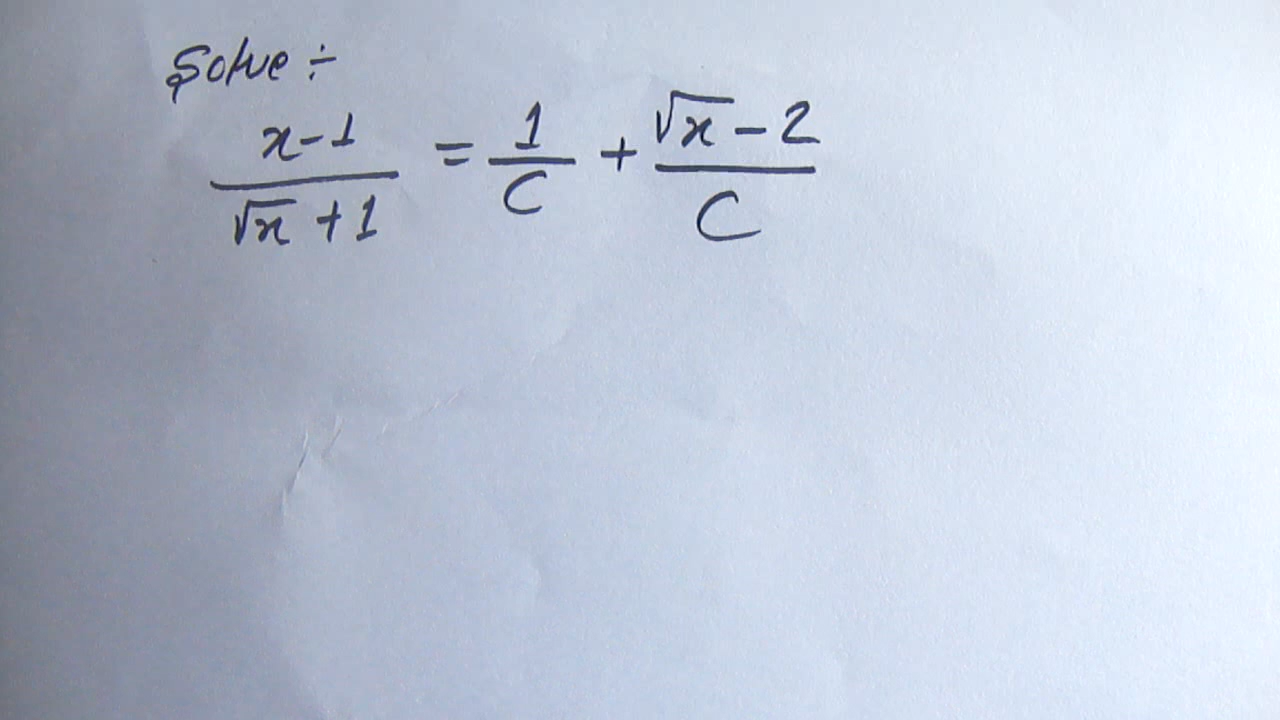 Solve ÷
x-1 / √x + 1 = 1 / C + √x - 2 / C